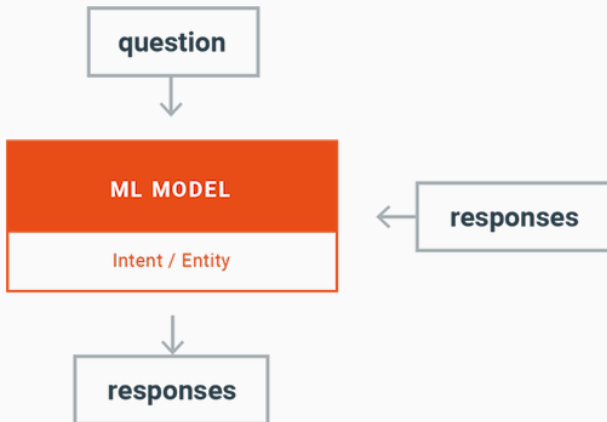 question
ML MODEL
Intent / Entity
responses
responses